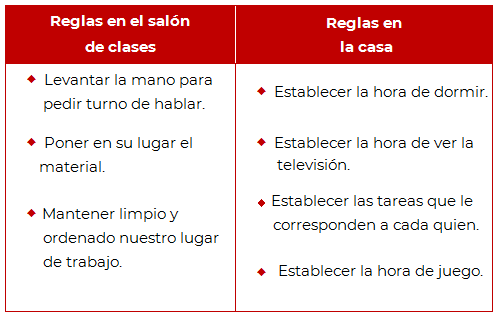 Reglas en el salón
de clases
Levantar la mano para
pedir turno de hablar.
Poner en su lugar el
material.
Mantener limpio y
ordenado nuestro lugar
de trabajo.
Reglas en
la casa
Establecer la hora de dormir.
Establecer la hora de ver la
televisión.
Establecer las tareas que le
corresponden a cada quien.
Establecer la hora de juego.